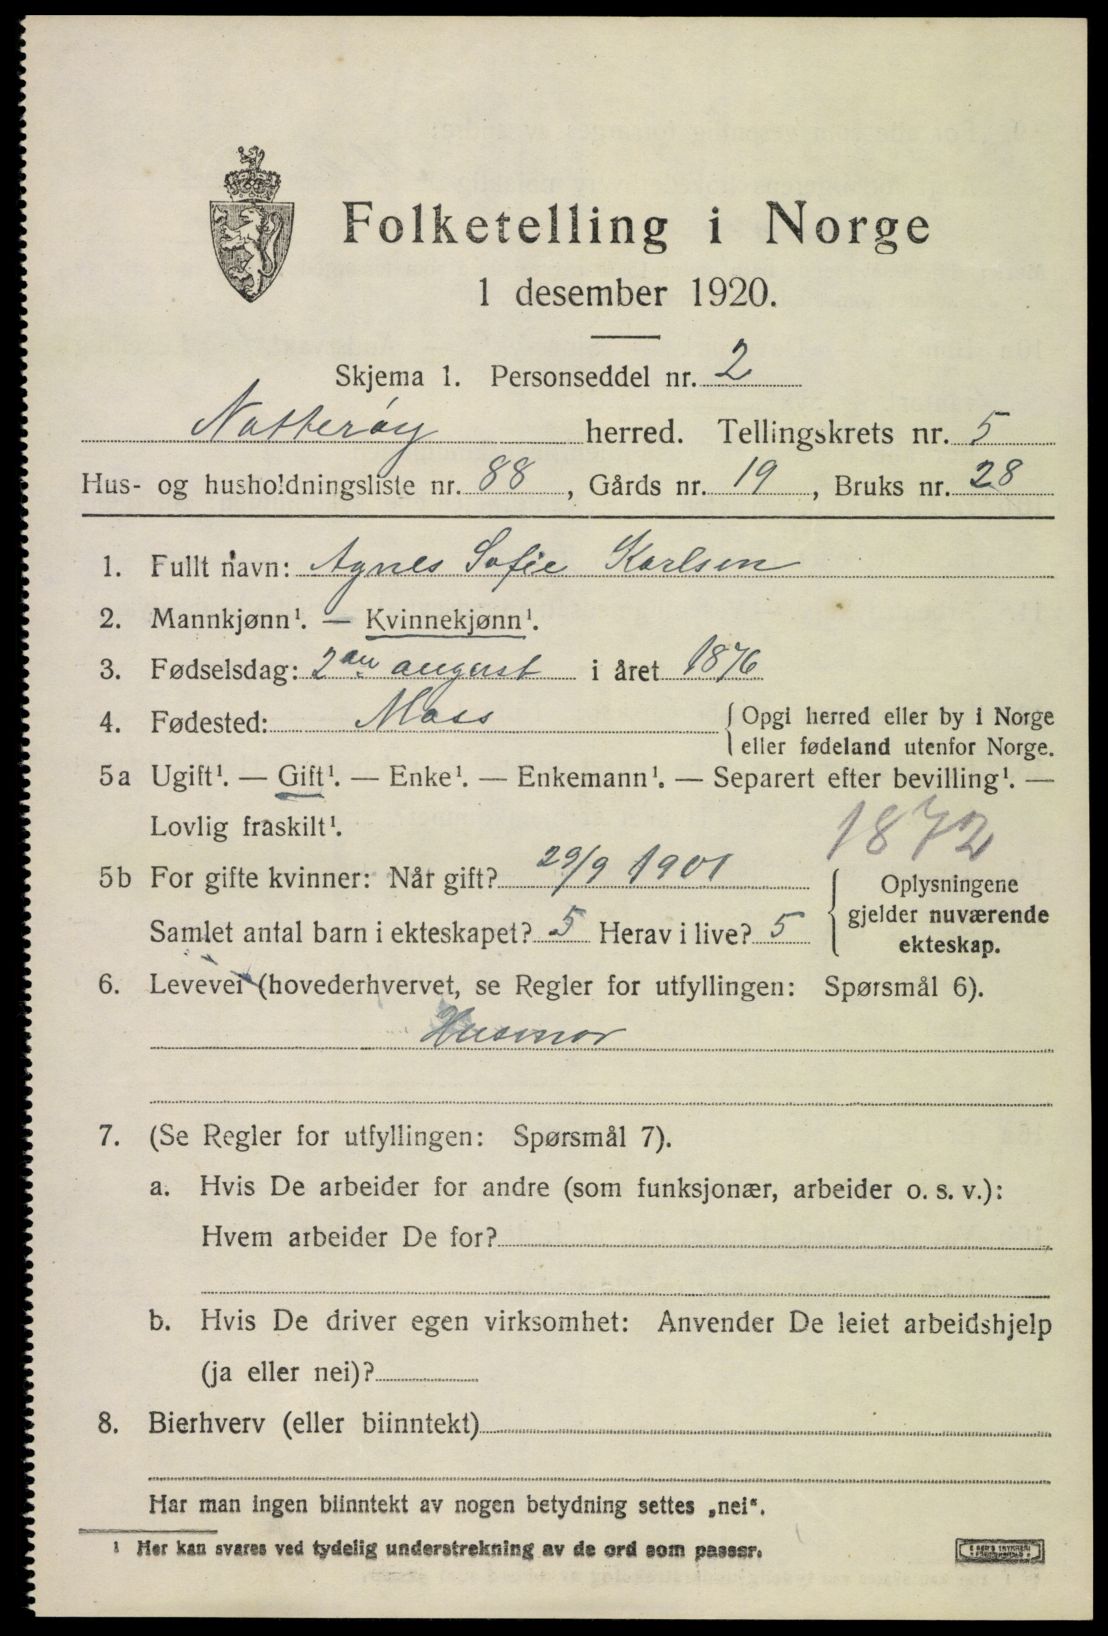 Folketelling i Norge
1 desember 1920.
Skjema 1. Personseddel nr. 2
Nøtterøy herred. Tellingskrets nr. 5
Hus- og husholdningsliste nr. 88, Gårds nr. 19, Bruks nr. 28
1. Fullt navn: Agnes Sofie Karlsen
2. Mannkjønn¹. — Kvinnekjønn¹.
3. Fødselsdag: 2an august i året 1876
4. Fødested: Moss { Opgi herred eller by i Norge
eller fødeland utenfor Norge.
5a Ugift¹. — Gift¹. — Enke¹. — Enkemann¹. — Separert efter bevilling¹. —
Lovlig fraskilt¹.
1872
5b For gifte kvinner: Når gift? 29/9 1901
Samlet antal barn i ekteskapet? 5 Herav i live? 5
Oplysningene
gjelder nuværende
ekteskap.
6. Levevei (hovederhvervet, se Regler for utfyllingen: Spørsmål 6).
Husmor
7. (Se Regler for utfyllingen: Spørsmål 7).
a. Hvis De arbeider for andre (som funksjonær, arbeider o. s. v.):
Hvem arbeider De for?
b. Hvis De driver egen virksomhet: Anvender De leiet arbeidshjelp
(ja eller nei)?
8. Bierhverv (eller biinntekt)
Har man ingen biinntekt av nogen betydning settes „nei“.
¹ Her kan svares ved tydelig understrekning av de ord som passer.